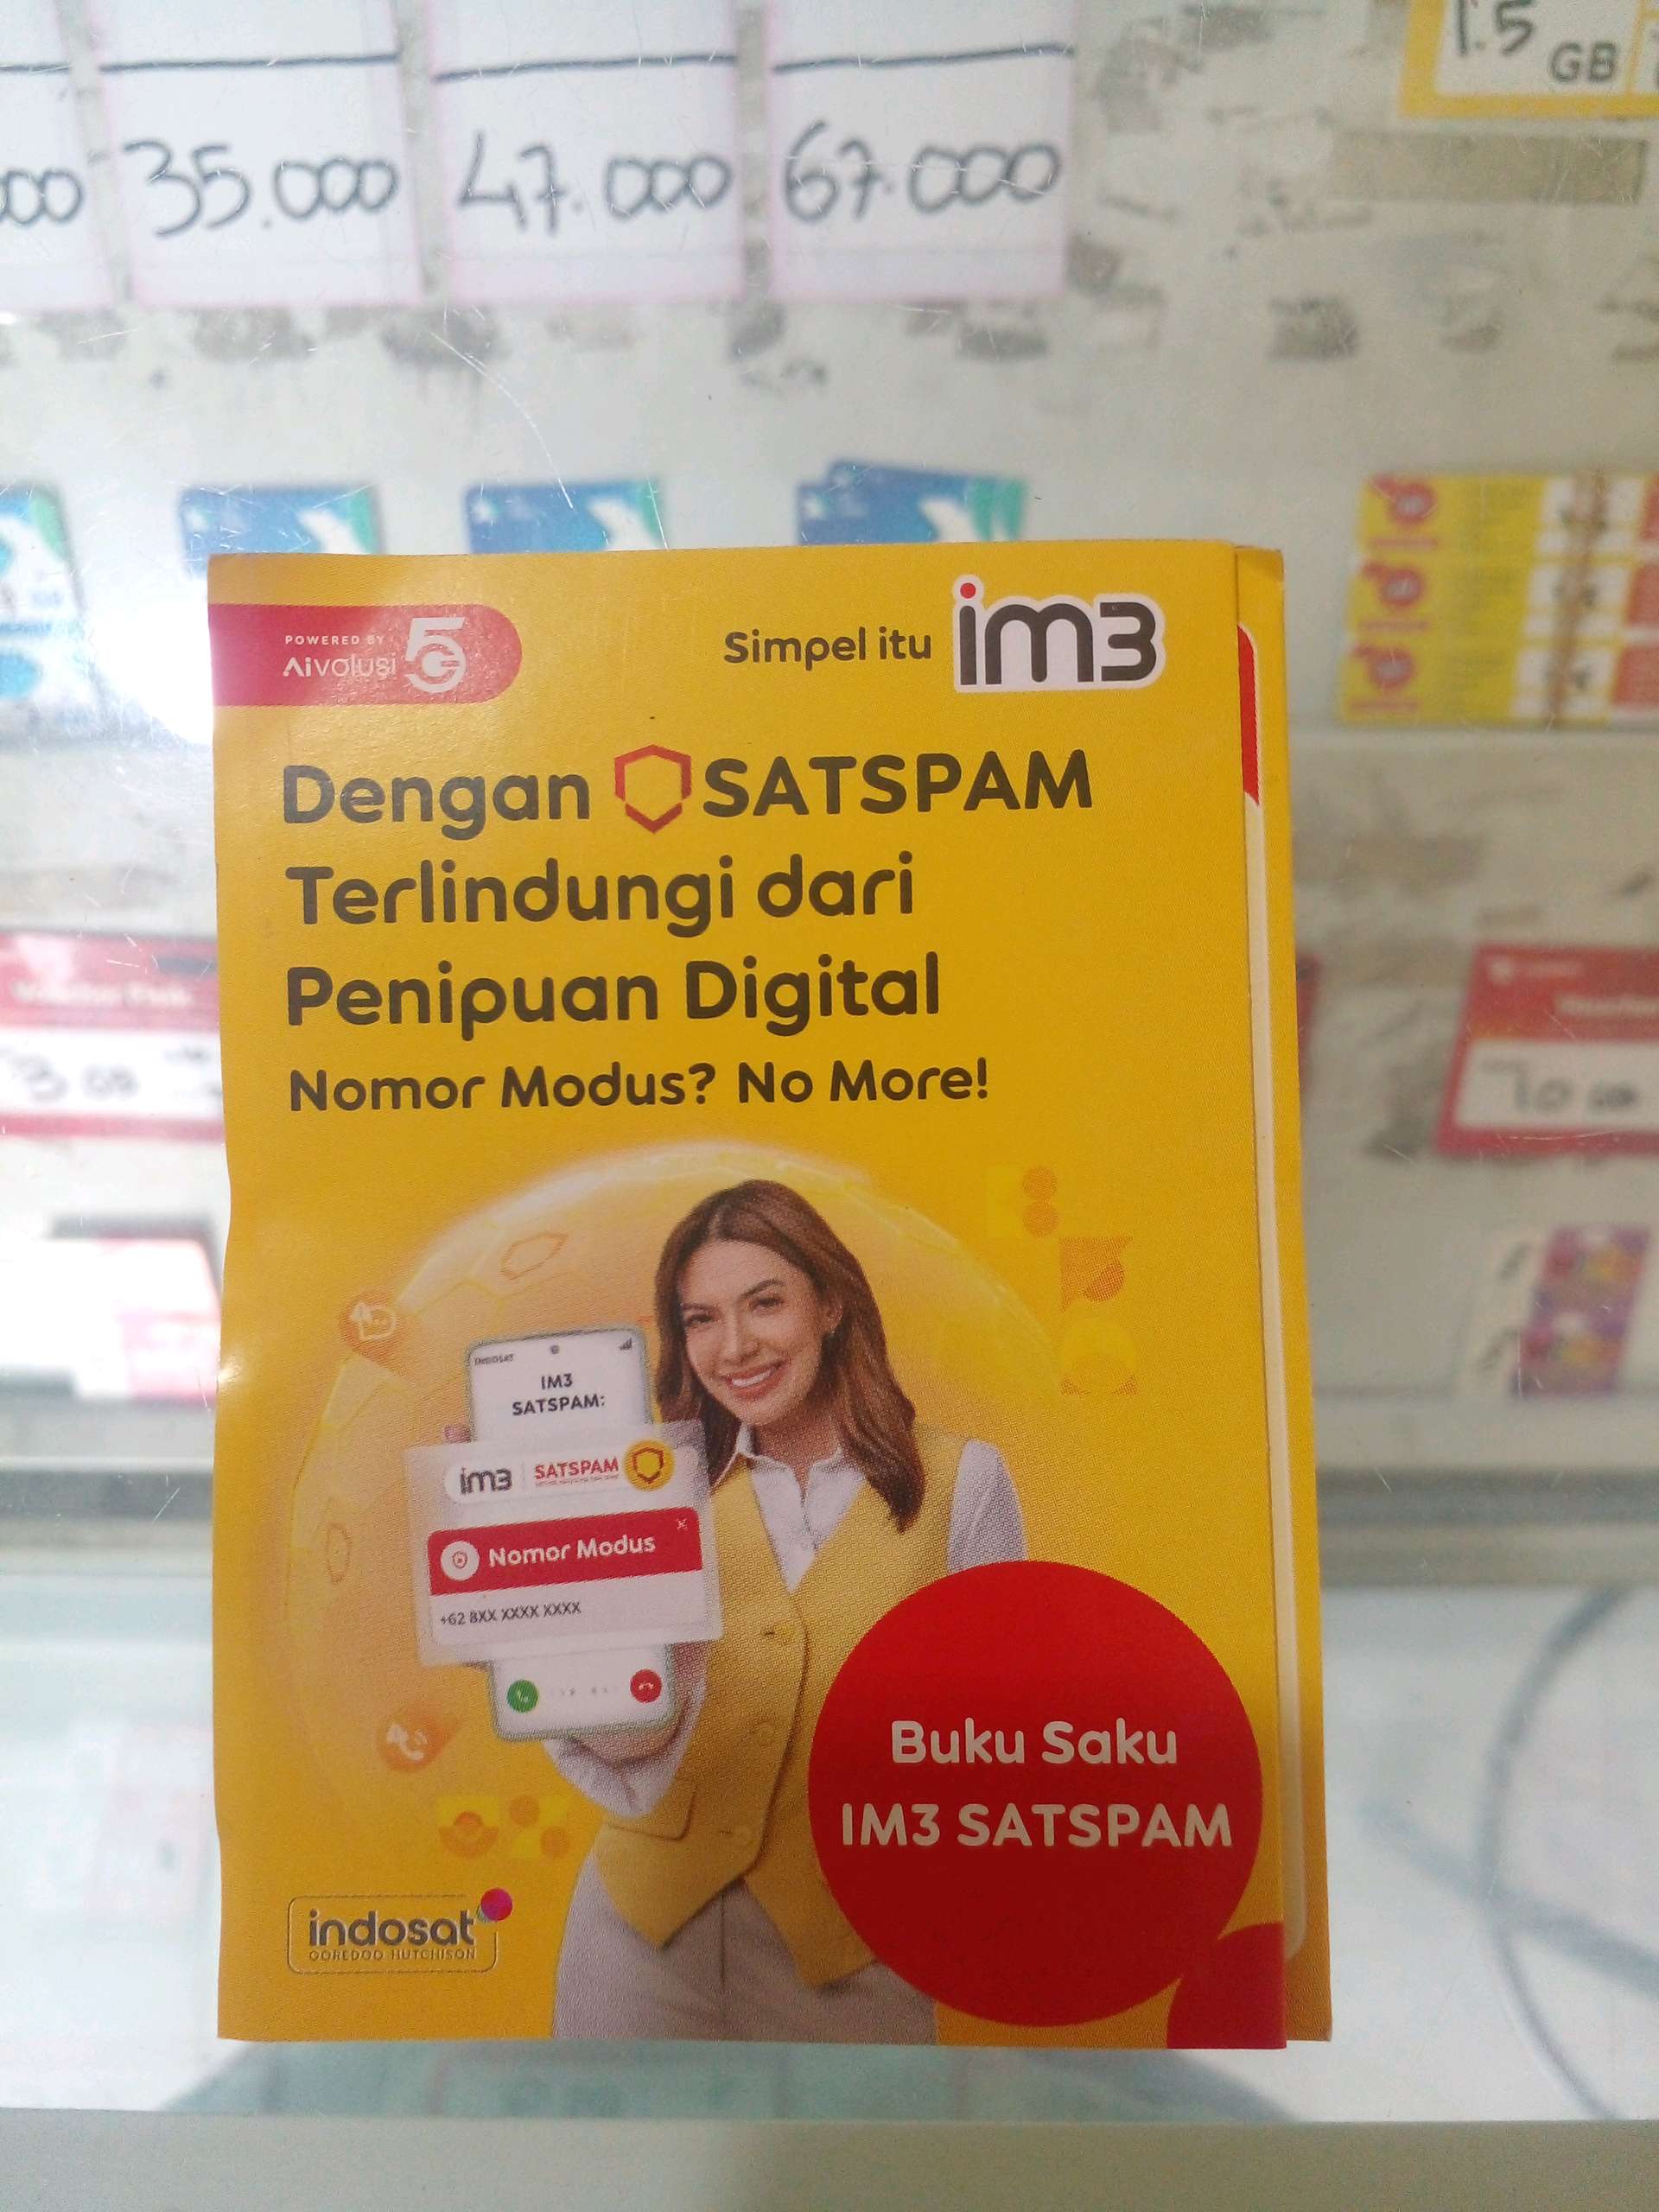 1.5 GB
35.000 47.000 67.000
POWERED BY
Aivolusi 5G
Simpel itu im3
Dengan SATSPAM
Terlindungi dari
Penipuan Digital
Nomor Modus? No More!
INDOSAT
IM3
SATSPAM:
im3 SATSPAM
Nomor Modus
+62 8XX XXXX XXXX
Buku Saku
IM3 SATSPAM
indosat
OOREDOO HUTCHISON